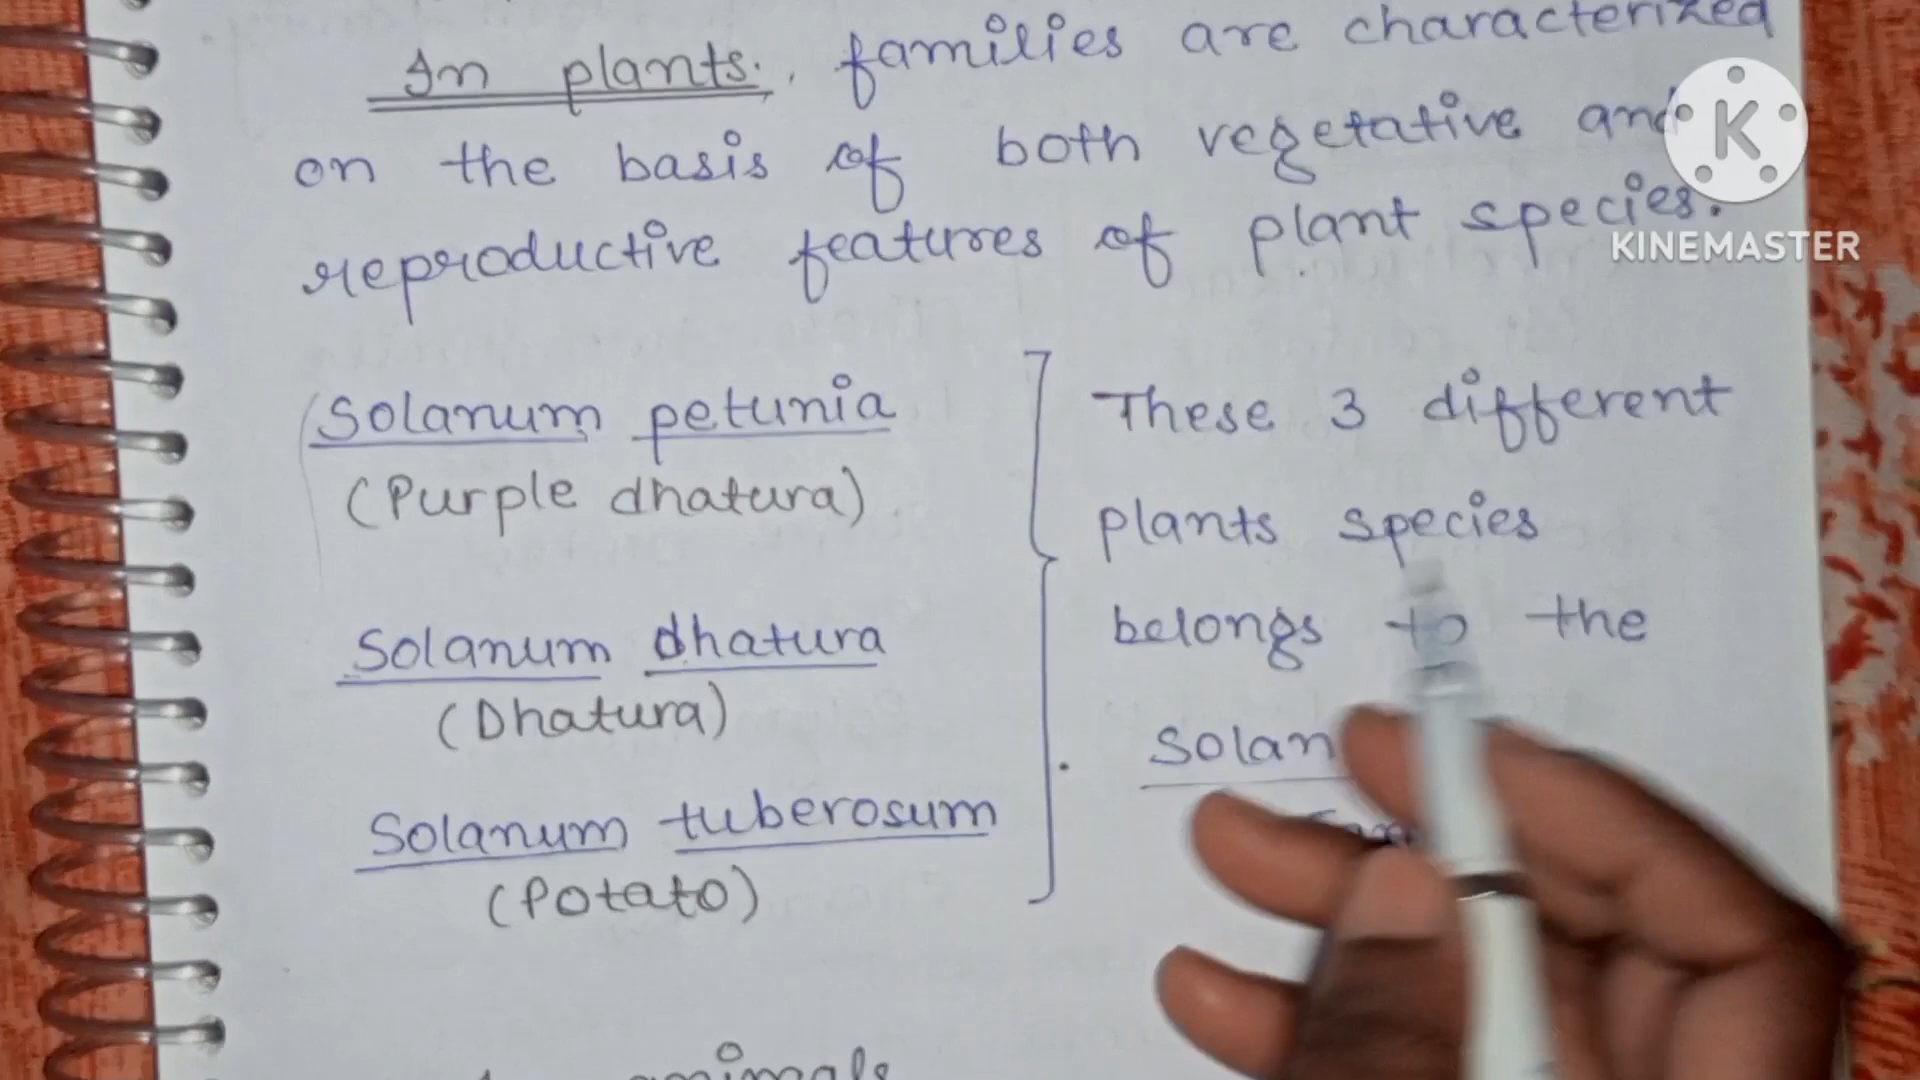 In plants, families are characterized
on the basis of both vegetative and
reproductive features of plant species.
K
KINEMASTER
Solanum petunia
(Purple dhatura)
Solanum dhatura
(Dhatura)
Solanum tuberosum
(Potato)
These 3 different
plants species
belongs to the
Solan
animals